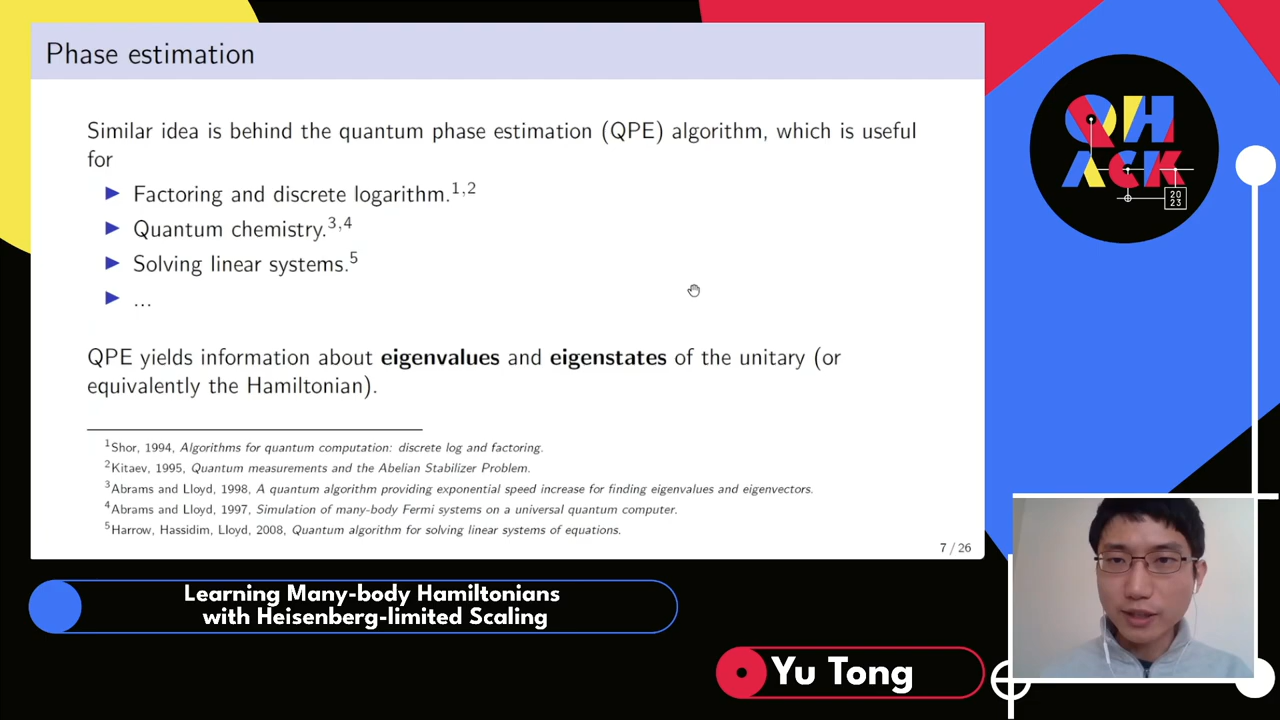 Phase estimation
Similar idea is behind the quantum phase estimation (QPE) algorithm, which is useful
for
▶ Factoring and discrete logarithm.1,2
▶ Quantum chemistry.3,4
▶ Solving linear systems.5
▶ ...
QPE yields information about eigenvalues and eigenstates of the unitary (or
equivalently the Hamiltonian).
1Shor, 1994, Algorithms for quantum computation: discrete log and factoring.
2Kitaev, 1995, Quantum measurements and the Abelian Stabilizer Problem.
3Abrams and Lloyd, 1998, A quantum algorithm providing exponential speed increase for finding eigenvalues and eigenvectors.
4Abrams and Lloyd, 1997, Simulation of many-body Fermi systems on a universal quantum computer.
5Harrow, Hassidim, Lloyd, 2008, Quantum algorithm for solving linear systems of equations.
7 / 26
QH
ACK
20
23
Learning Many-body Hamiltonians
with Heisenberg-limited Scaling
Yu Tong